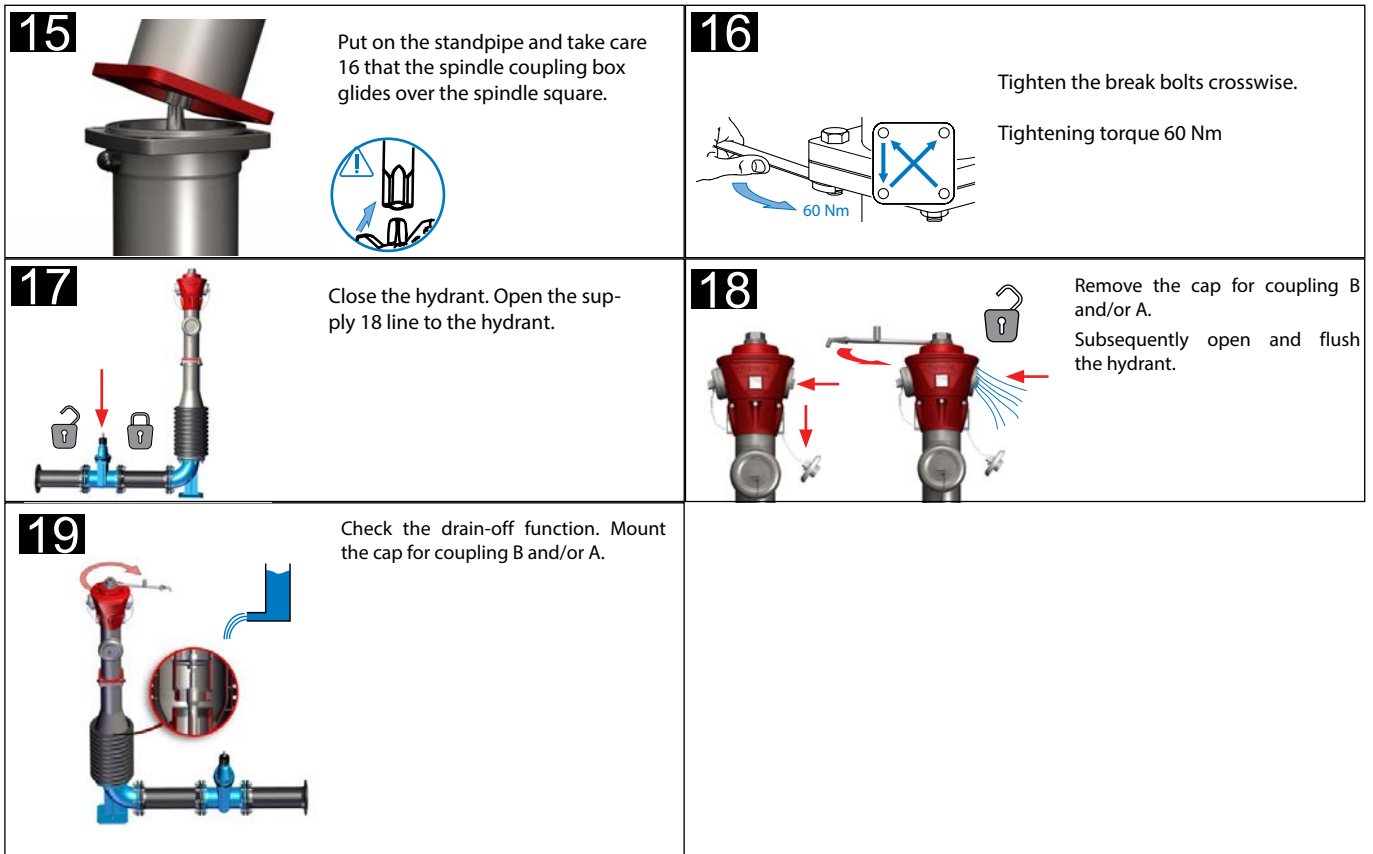 15
Put on the standpipe and take care
16 that the spindle coupling box
glides over the spindle square.
16
Tighten the break bolts crosswise.
Tightening torque 60 Nm
60 Nm
17
Close the hydrant. Open the sup-
ply 18 line to the hydrant.
18
Remove the cap for coupling B
and/or A.
Subsequently open and flush
the hydrant.
19
Check the drain-off function. Mount
the cap for coupling B and/or A.